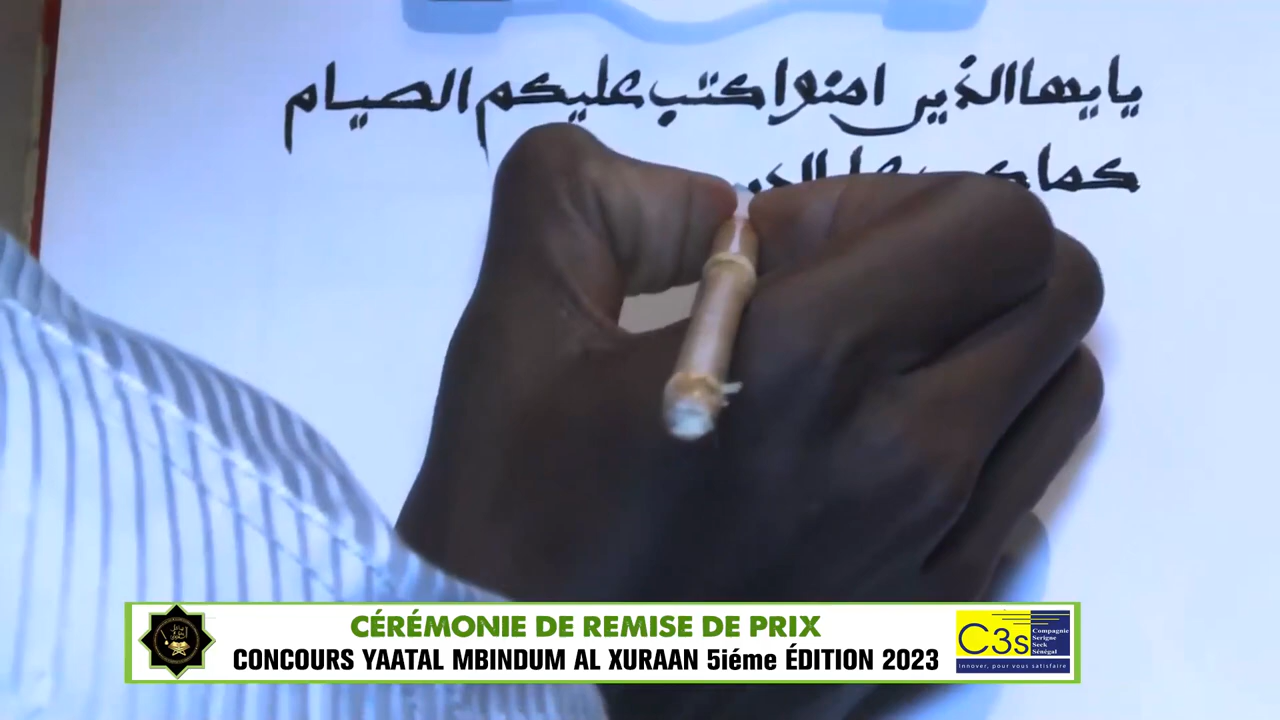 يايها الذين امنوا كتب عليكم الصيام
كما
CÉRÉMONIE DE REMISE DE PRIX
CONCOURS YAATAL MBINDUM AL XURAAN 5iéme ÉDITION 2023
C3s Compagnie Serigne Seck Sénégal
Innover, pour vous satisfaire